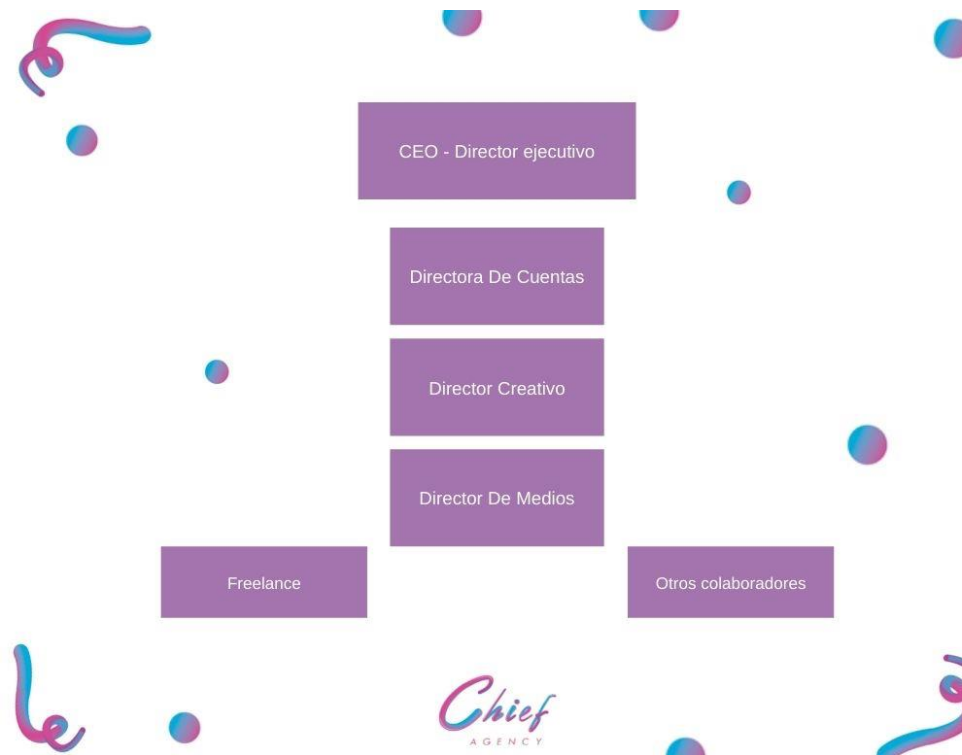 CEO - Director ejecutivo
Directora De Cuentas
Director Creativo
Director De Medios
Freelance
Otros colaboradores
Chief
AGENCY